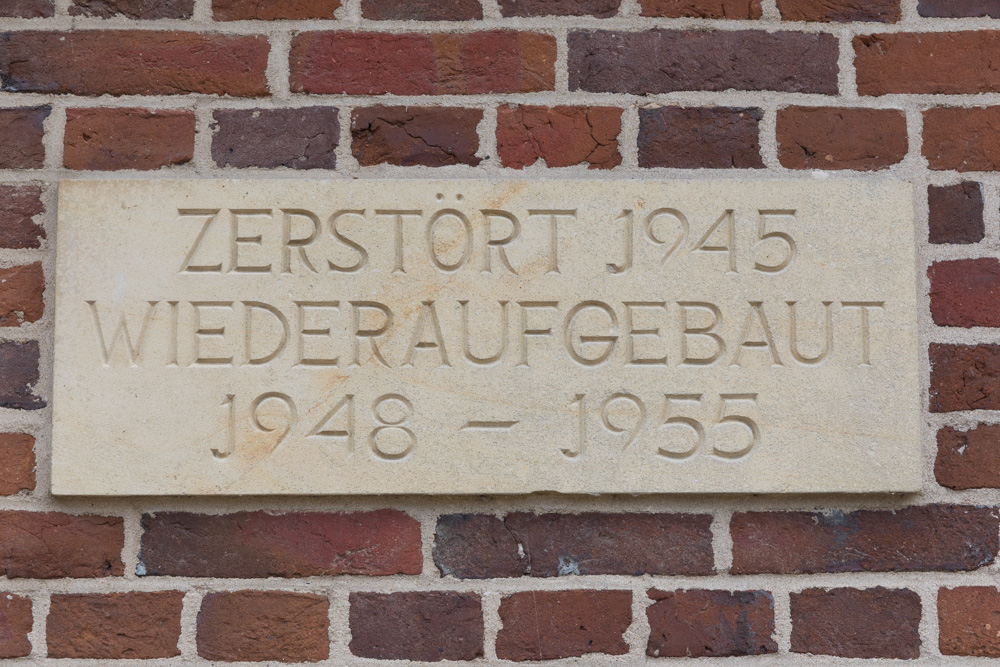 ZERSTÖRT 1945
WIEDERAUFGEBAUT
1948 – 1955